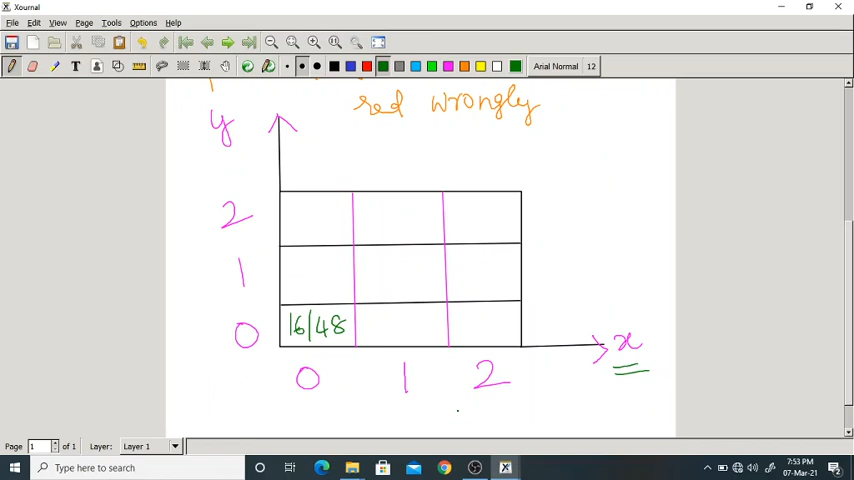 Xournal
File Edit View Page Tools Options Help
T Arial Normal 12
red wrongly
y
2
1
0 16/48
x
0 1 2
Page 1 of 1 Layer: Layer 1
Type here to search
7:53 PM
07-Mar-21
2